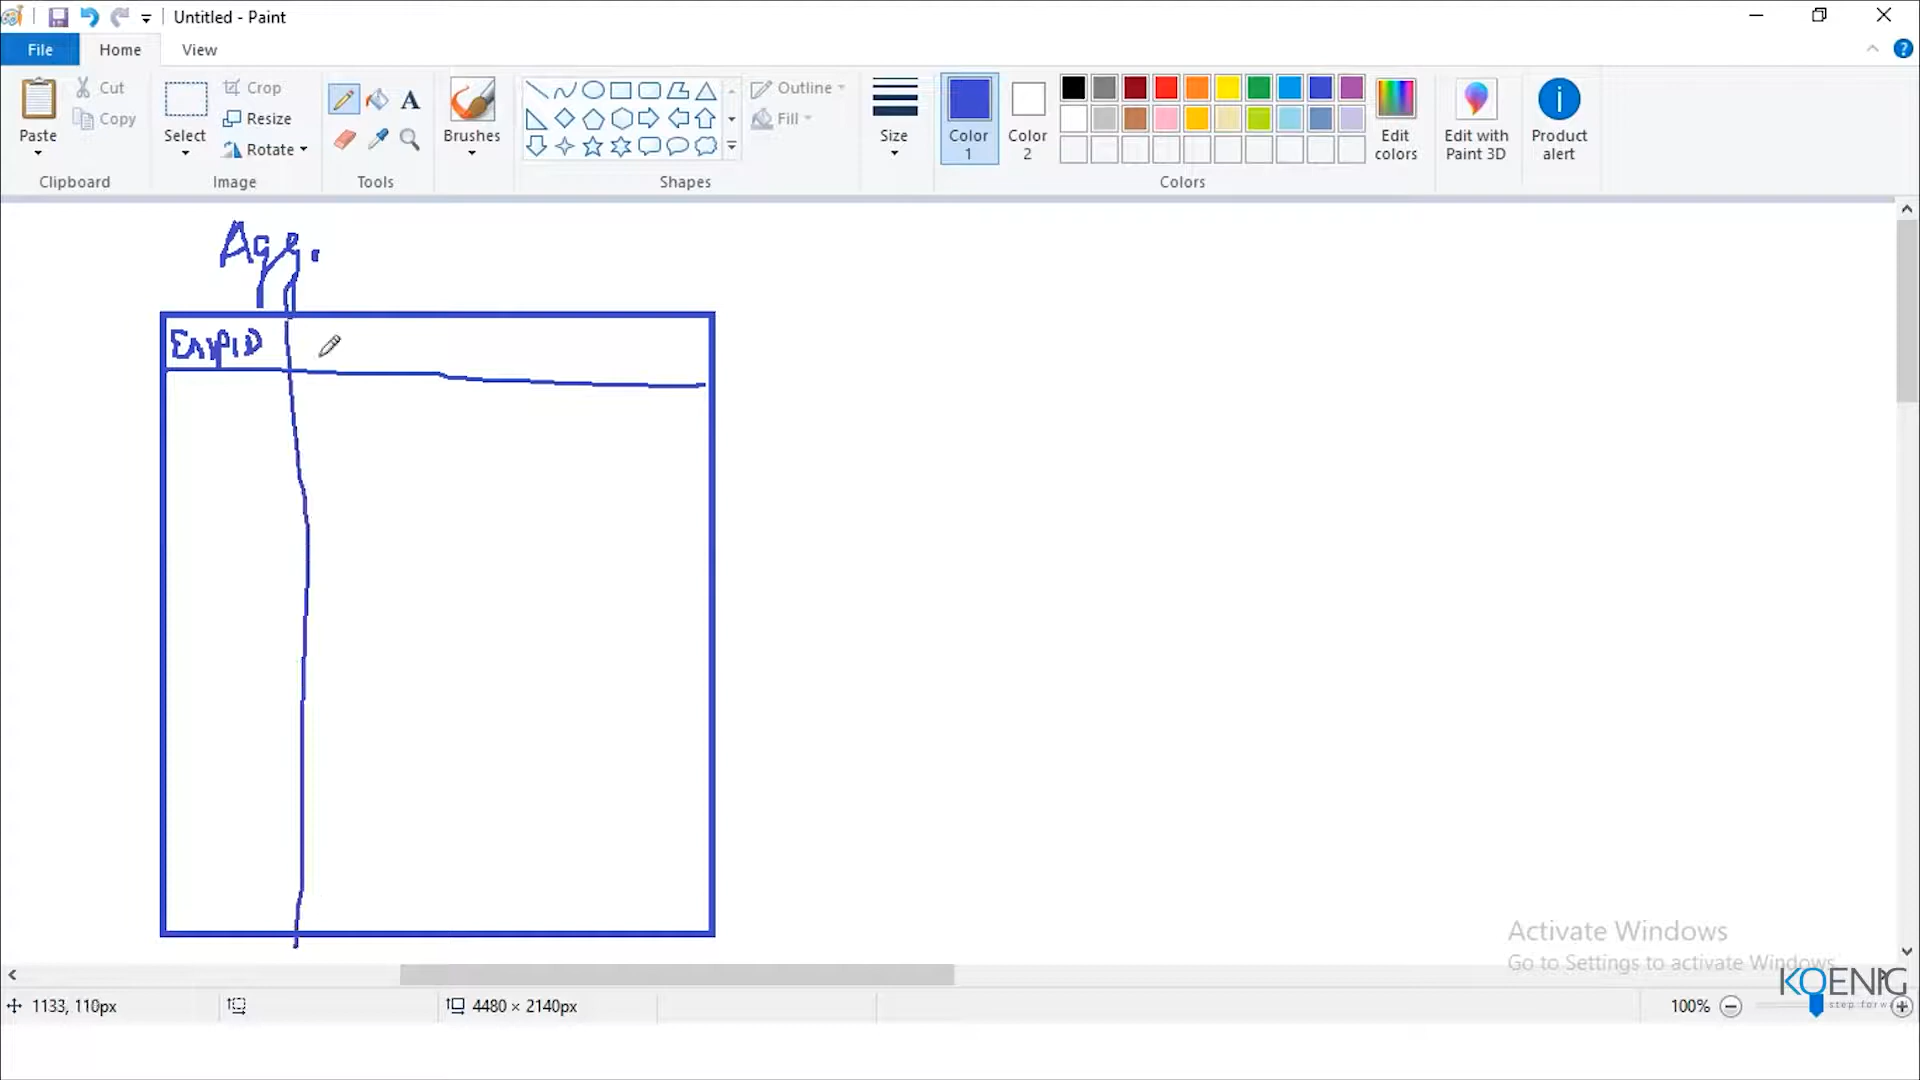 Untitled - Paint
File Home View
Paste
Cut
Copy
Clipboard
Select
Crop
Resize
Rotate
Image
Tools
Brushes
Shapes
Outline
Fill
Size
Color 1
Color 2
Edit colors
Colors
Edit with Paint 3D
Product alert
EmpID
Activate Windows
Go to Settings to activate Windows.
KOENIG
step forward
1133, 110px
4480 × 2140px
100%